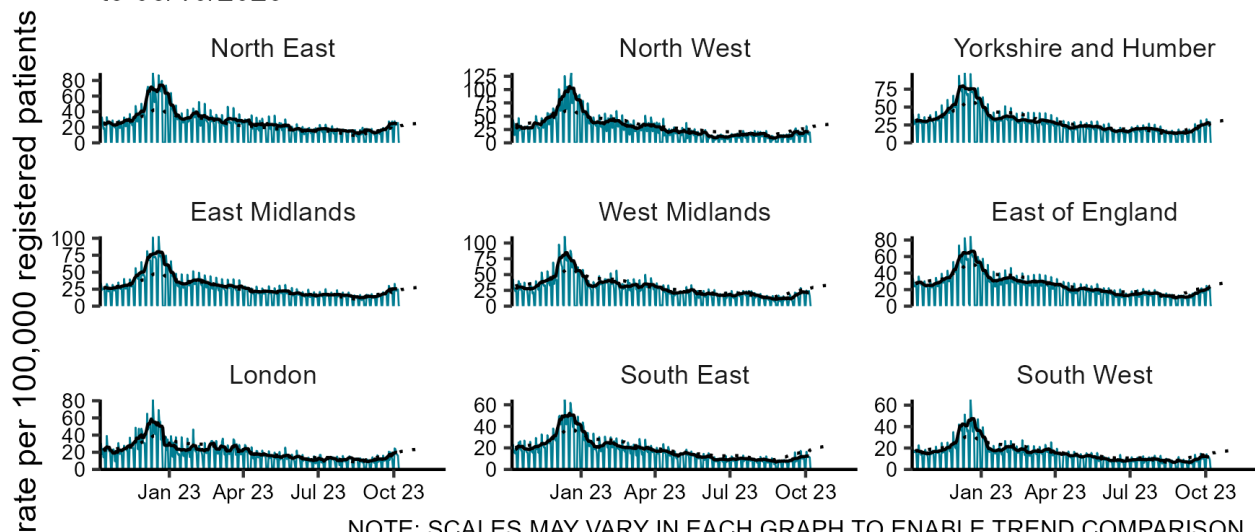 North East North West Yorkshire and Humber
80 125
60 100 75
40 75 50
20 50 25
0 25 0
0
East Midlands West Midlands East of England
100 100 80
75 75 60
50 50 40
25 25 20
0 0 0
London South East South West
80 60 60
60 40 40
40 20 20
20 0 0
0
Jan 23 Apr 23 Jul 23 Oct 23 Jan 23 Apr 23 Jul 23 Oct 23 Jan 23 Apr 23 Jul 23 Oct 23
rate per 100,000 registered patients
NOTE: SCALES MAY VARY IN EACH GRAPH TO ENABLE TREND COMPARISON